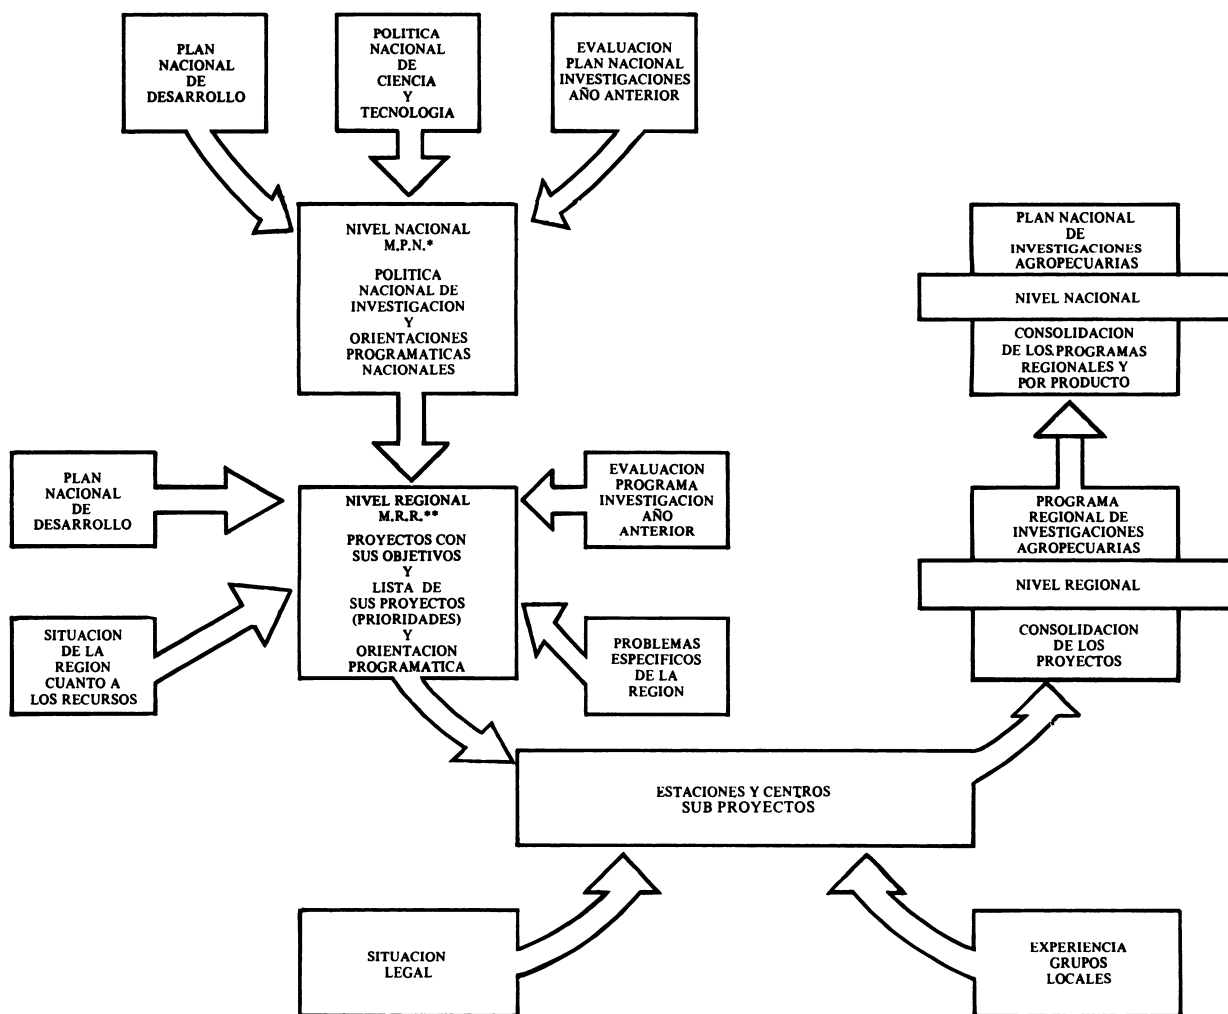 PLAN
NACIONAL
DE
DESARROLLO
POLITICA
NACIONAL
DE
CIENCIA
Y
TECNOLOGIA
EVALUACION
PLAN NACIONAL
INVESTIGACIONES
AÑO ANTERIOR
NIVEL NACIONAL
M.P.N.*
POLITICA
NACIONAL DE
INVESTIGACION
Y
ORIENTACIONES
PROGRAMATICAS
NACIONALES
PLAN
NACIONAL
DE
DESARROLLO
EVALUACION
PROGRAMA
INVESTIGACION
AÑO
ANTERIOR
NIVEL REGIONAL
M.R.R.**
PROYECTOS CON
SUS OBJETIVOS
Y
LISTA DE
SUS PROYECTOS
(PRIORIDADES)
Y
ORIENTACION
PROGRAMATICA
SITUACION
DE LA
REGION
CUANTO A
LOS RECURSOS
PROBLEMAS
ESPECIFICOS
DE LA
REGION
ESTACIONES Y CENTROS
SUB PROYECTOS
SITUACION
LEGAL
EXPERIENCIA
GRUPOS
LOCALES
PLAN NACIONAL
DE
INVESTIGACIONES
AGROPECUARIAS
NIVEL NACIONAL
CONSOLIDACION
DE LOS.PROGRAMAS
REGIONALES Y
POR PRODUCTO
PROGRAMA
REGIONAL DE
INVESTIGACIONES
AGROPECUARIAS
NIVEL REGIONAL
CONSOLIDACION
DE LOS
PROYECTOS